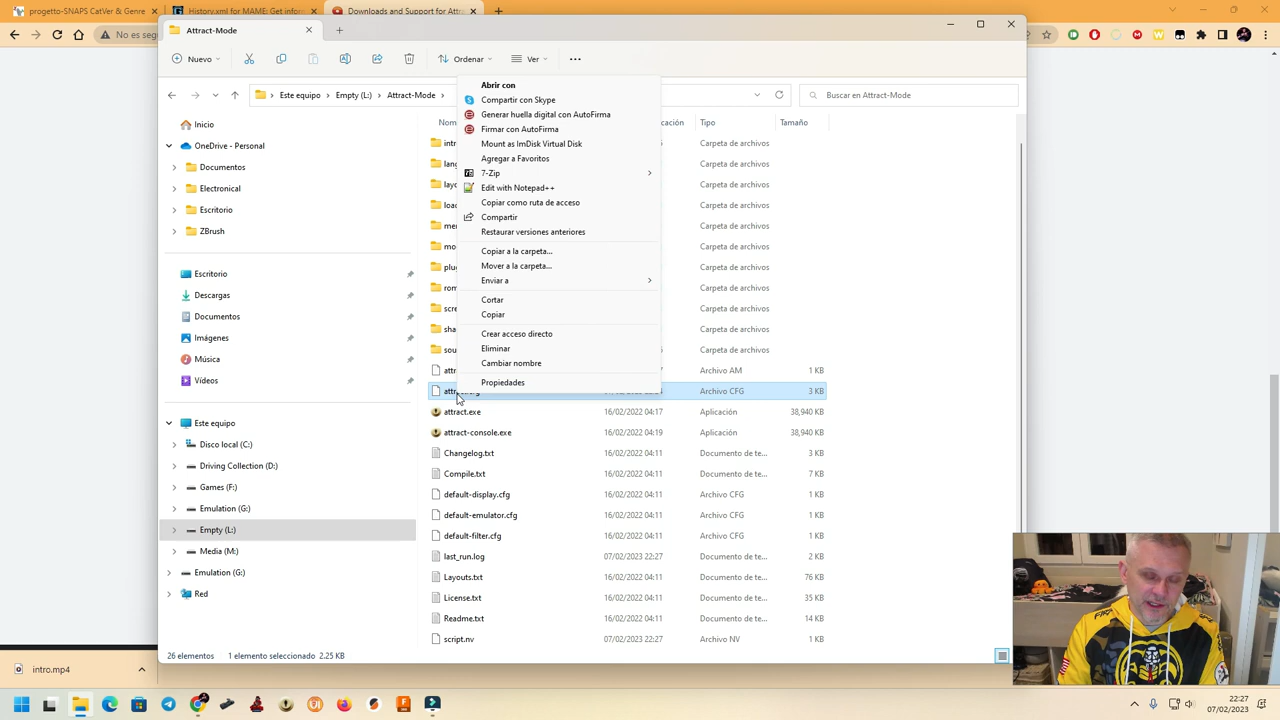 progetto-SNAPS CatVer & Genre
History.xml for MAME: Get inform
Downloads and Support for Attract
No es seg
Attract-Mode
Nuevo
Ordenar
Ver
Este equipo
Empty (L:)
Attract-Mode
Buscar en Attract-Mode
Abrir con
Compartir con Skype
Generar huella digital con AutoFirma
Firmar con AutoFirma
Mount as ImDisk Virtual Disk
Agregar a Favoritos
7-Zip
Edit with Notepad++
Copiar como ruta de acceso
Compartir
Restaurar versiones anteriores
Copiar a la carpeta...
Mover a la carpeta...
Enviar a
Cortar
Copiar
Crear acceso directo
Eliminar
Cambiar nombre
Propiedades
Inicio
OneDrive - Personal
Documentos
Electronical
Escritorio
ZBrush
Escritorio
Descargas
Documentos
Imágenes
Música
Vídeos
Este equipo
Disco local (C:)
Driving Collection (D:)
Games (F:)
Emulation (G:)
Empty (L:)
Media (M:)
Emulation (G:)
Red
Nom
Tipo
Tamaño
intr
Carpeta de archivos
lang
Carpeta de archivos
layo
Carpeta de archivos
load
Carpeta de archivos
men
Carpeta de archivos
mo
Carpeta de archivos
plug
Carpeta de archivos
rom
Carpeta de archivos
scre
Carpeta de archivos
sha
Carpeta de archivos
sou
Carpeta de archivos
attr
Archivo AM 1 KB
Archivo CFG 3 KB
attract.exe 16/02/2022 04:17 Aplicación 38,940 KB
attract-console.exe 16/02/2022 04:19 Aplicación 38,940 KB
Changelog.txt 16/02/2022 04:11 Documento de te... 3 KB
Compile.txt 16/02/2022 04:11 Documento de te... 7 KB
default-display.cfg 16/02/2022 04:11 Archivo CFG 1 KB
default-emulator.cfg 16/02/2022 04:11 Archivo CFG 1 KB
default-filter.cfg 16/02/2022 04:11 Archivo CFG 1 KB
last_run.log 07/02/2023 22:27 Documento de te... 2 KB
Layouts.txt 16/02/2022 04:11 Documento de te... 76 KB
License.txt 16/02/2022 04:11 Documento de te... 35 KB
Readme.txt 16/02/2022 04:11 Documento de te... 14 KB
script.nv 07/02/2023 22:27 Archivo NV 1 KB
26 elementos 1 elemento seleccionado 2.25 KB
intro.mp4
22:27
07/02/2023